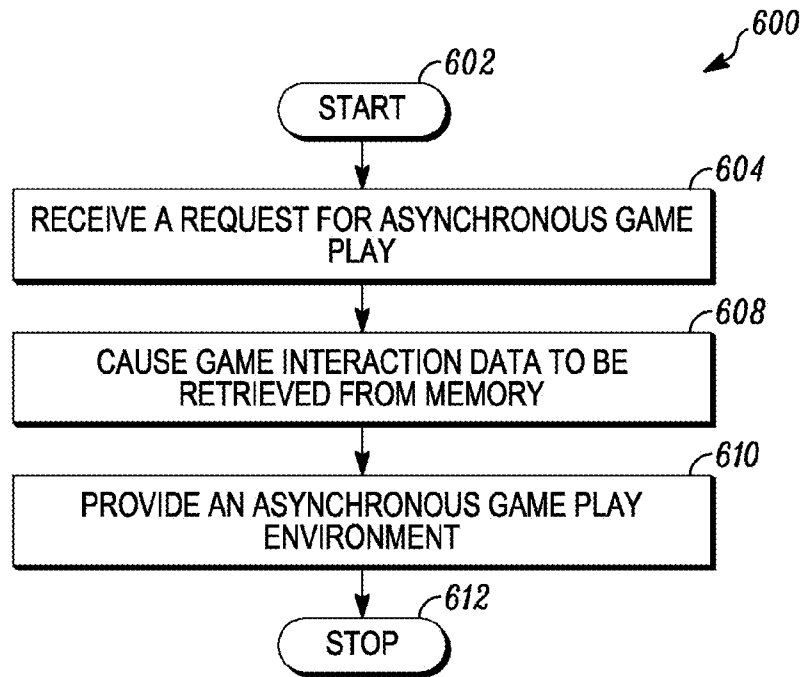 600
602
START
604
RECEIVE A REQUEST FOR ASYNCHRONOUS GAME
PLAY
608
CAUSE GAME INTERACTION DATA TO BE
RETRIEVED FROM MEMORY
610
PROVIDE AN ASYNCHRONOUS GAME PLAY
ENVIRONMENT
612
STOP